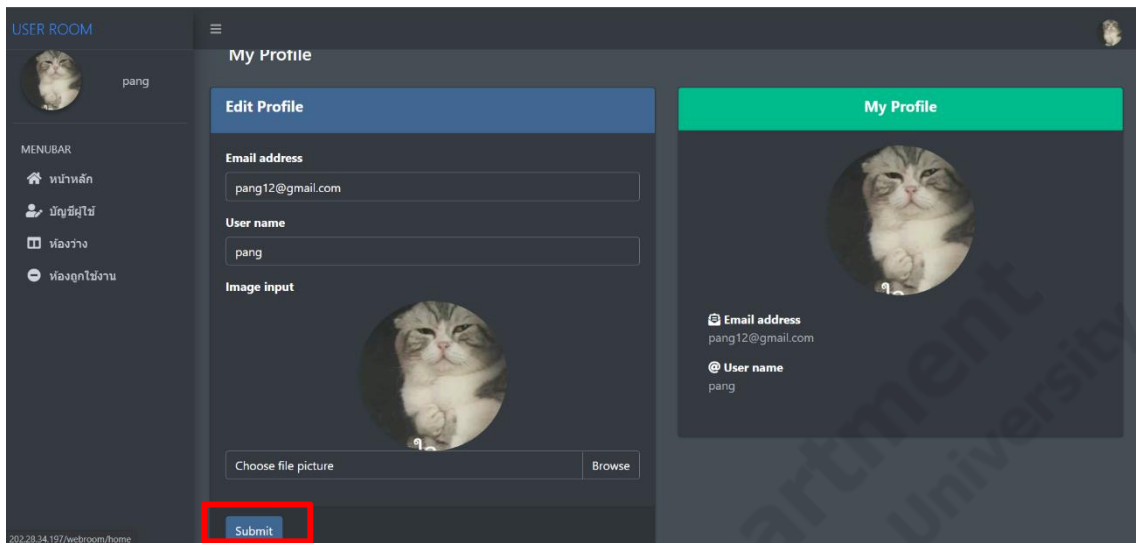 USER ROOM
My Profile
pang
Edit Profile
My Profile
MENUBAR
หน้าหลัก
บัญชีผู้ใช้
ห้องว่าง
ห้องถูกใช้งาน
Email address
pang12@gmail.com
User name
pang
Image input
Choose file picture
Browse
Submit
Email address
pang12@gmail.com
@ User name
pang
202.28.34.197/webroom/home
University